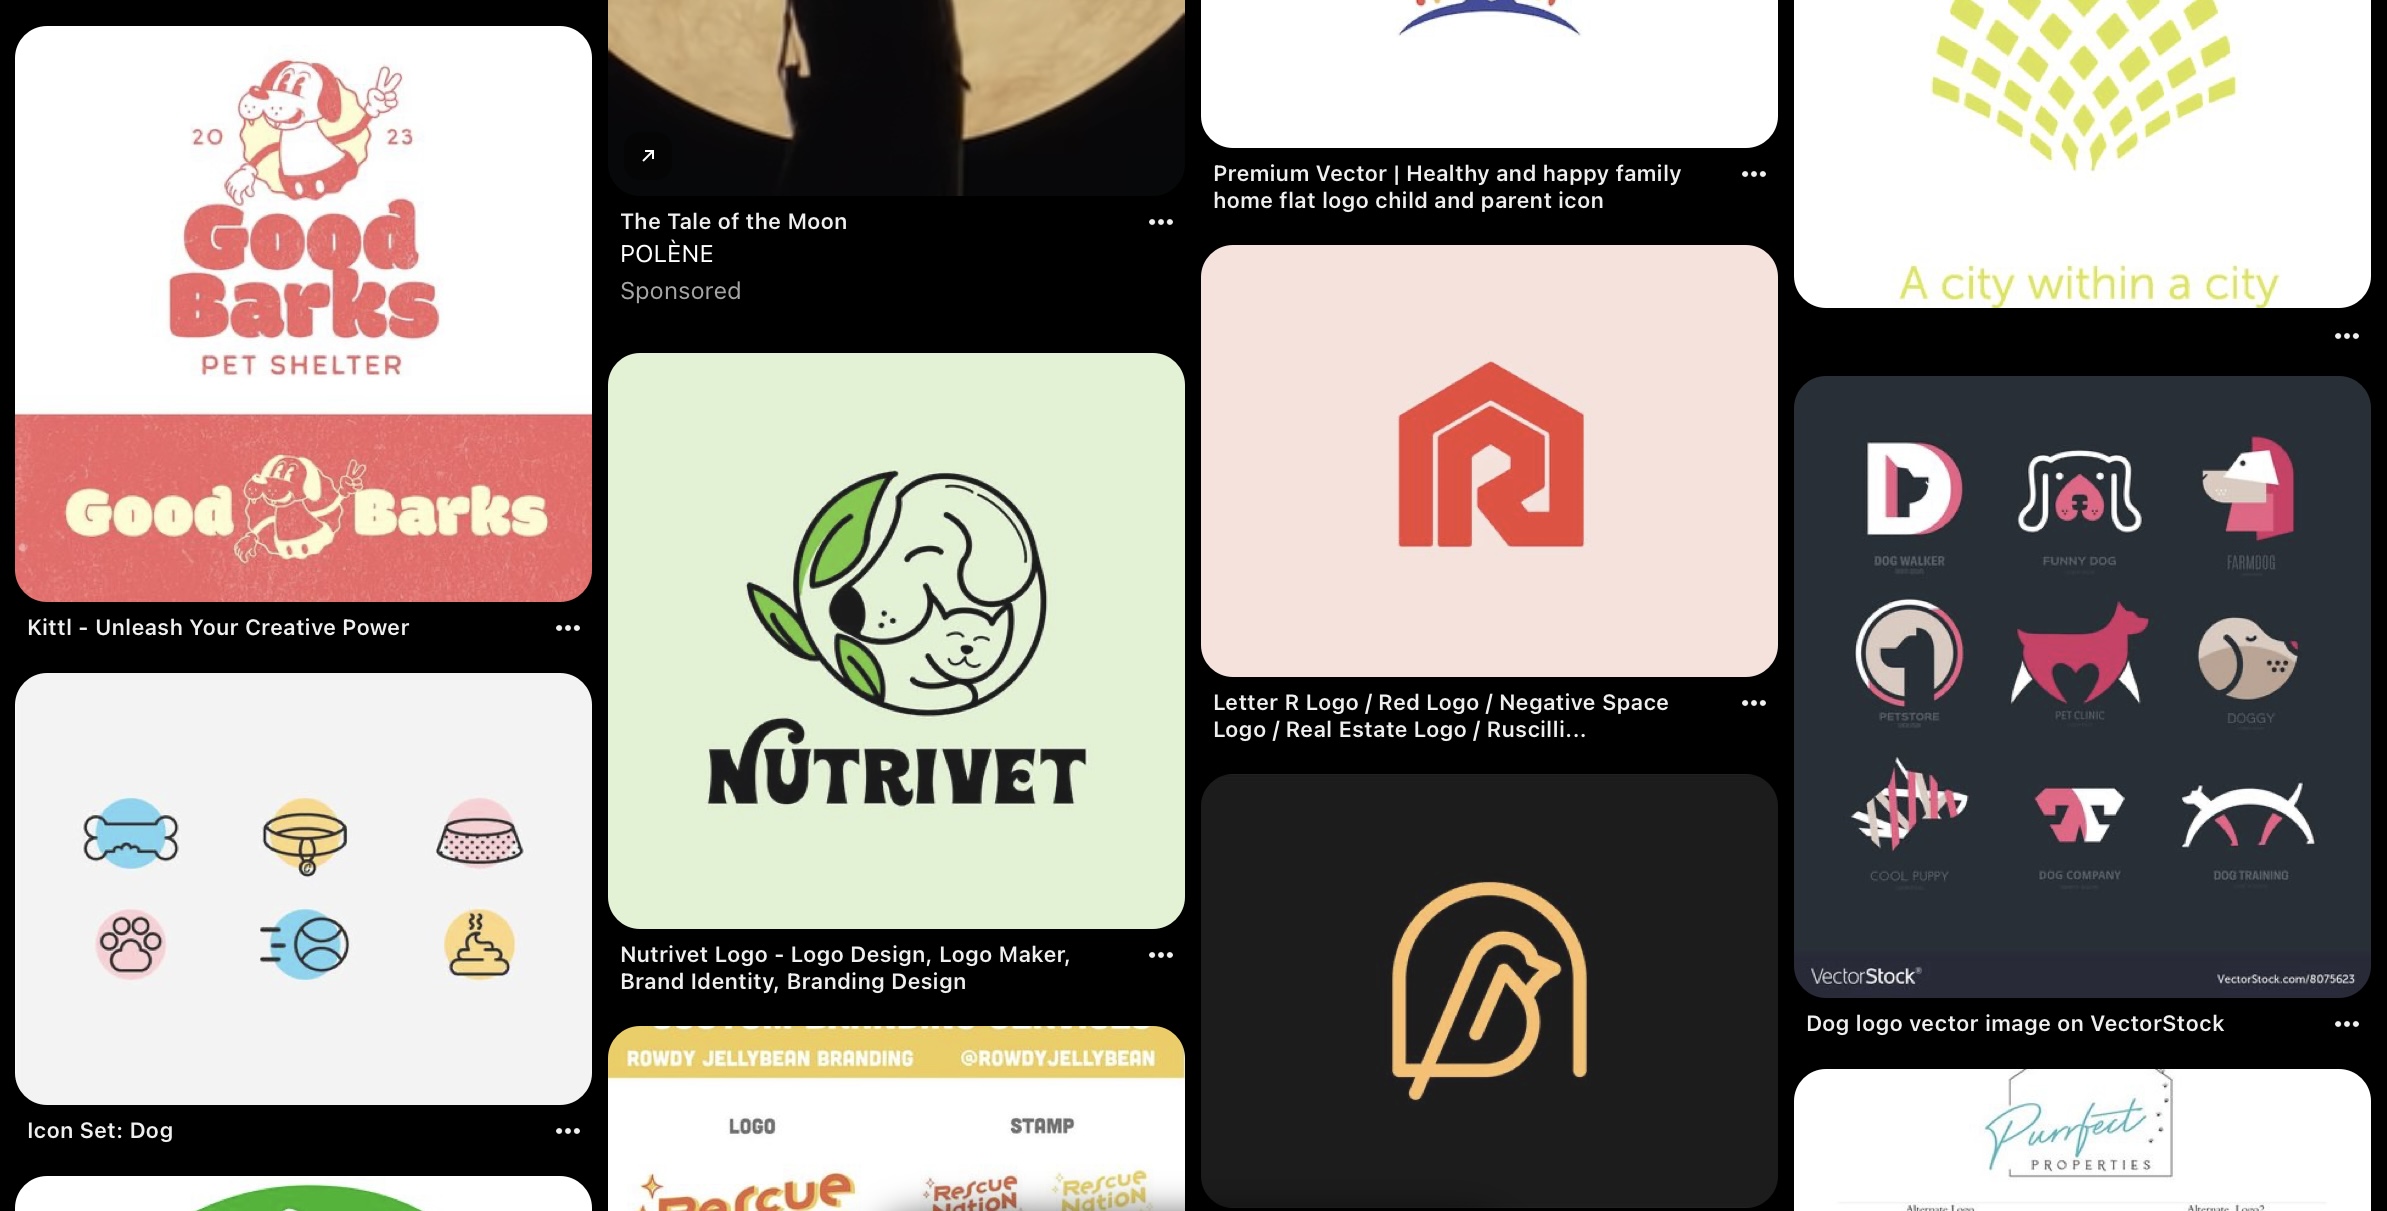 20 23
Good
Barks
PET SHELTER
Good Barks
Kittl - Unleash Your Creative Power
Icon Set: Dog
The Tale of the Moon
POLÈNE
Sponsored
NUTRIVET
Nutrivet Logo - Logo Design, Logo Maker,
Brand Identity, Branding Design
CUSTOM BRANDING SERVICES
ROWDY JELLYBEAN BRANDING @ROWDYJELLYBEAN
LOGO STAMP
Rescue
Rescue
Nation
Rescue
Nation
Premium Vector | Healthy and happy family
home flat logo child and parent icon
R
Letter R Logo / Red Logo / Negative Space
Logo / Real Estate Logo / Ruscilli...
A city within a city
D
DOG WALKER
FUNNY DOG
FARMDOG
PETSTORE
PET CLINIC
DOGGY
COOL PUPPY
DOG COMPANY
DOG TRAINING
VectorStock®
VectorStock.com/8075623
Dog logo vector image on VectorStock
Purrfect
PROPERTIES
Alternate Logo Alternate Logo2